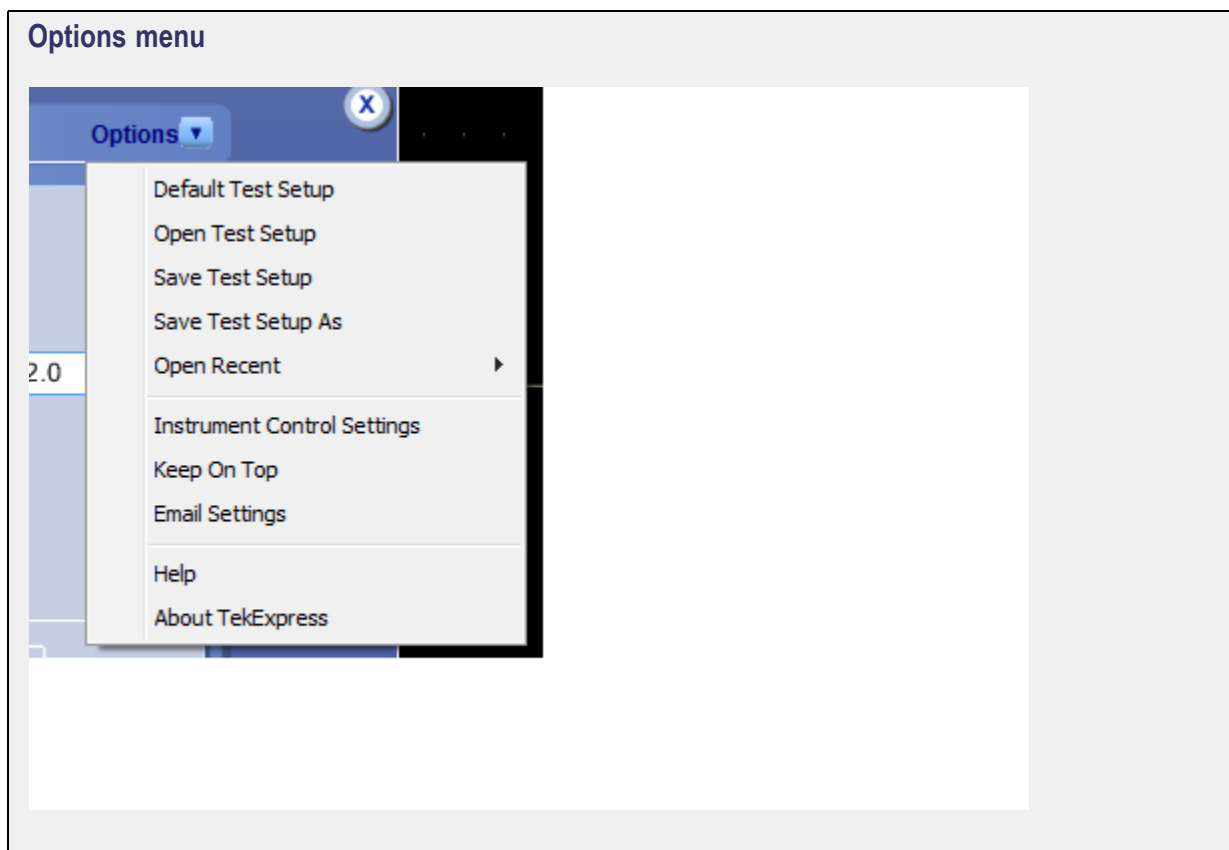 Options menu
X
Options
Default Test Setup
Open Test Setup
Save Test Setup
Save Test Setup As
Open Recent
2.0
Instrument Control Settings
Keep On Top
Email Settings
Help
About TekExpress